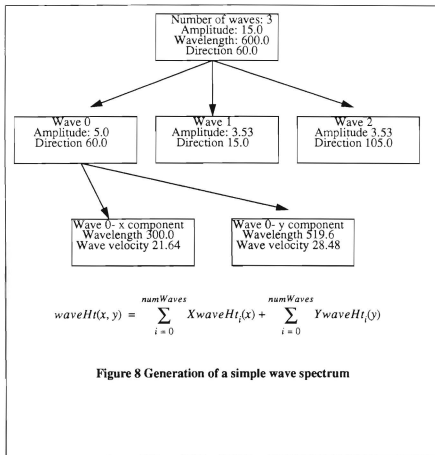 Number of waves: 3
Amplitude: 15.0
Wavelength: 600.0
Direction 60.0
Wave 0
Amplitude: 5.0
Direction 60.0
Wave 1
Amplitude: 3.53
Direction 15.0
Wave 2
Amplitude 3.53
Direction 105.0
Wave 0- x component
Wavelength 300.0
Wave velocity 21.64
Wave 0- y component
Wavelength 519.6
Wave velocity 28.48
numWaves numWaves
waveHt(x, y) = ∑ XwaveHt_i(x) + ∑ YwaveHt_i(y)
i = 0 i = 0
Figure 8 Generation of a simple wave spectrum